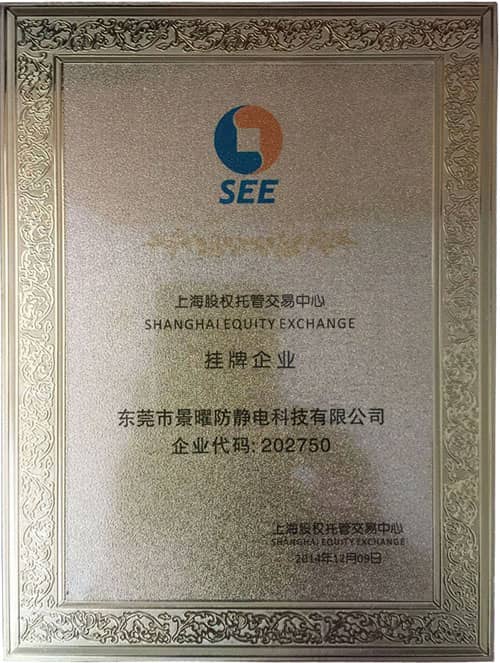 SEE
上海股权托管交易中心
SHANGHAI EQUITY EXCHANGE
挂牌企业
东莞市景曜防静电科技有限公司
企业代码: 202750
上海股权托管交易中心
SHANGHAI EQUITY EXCHANGE
2014年12月09日